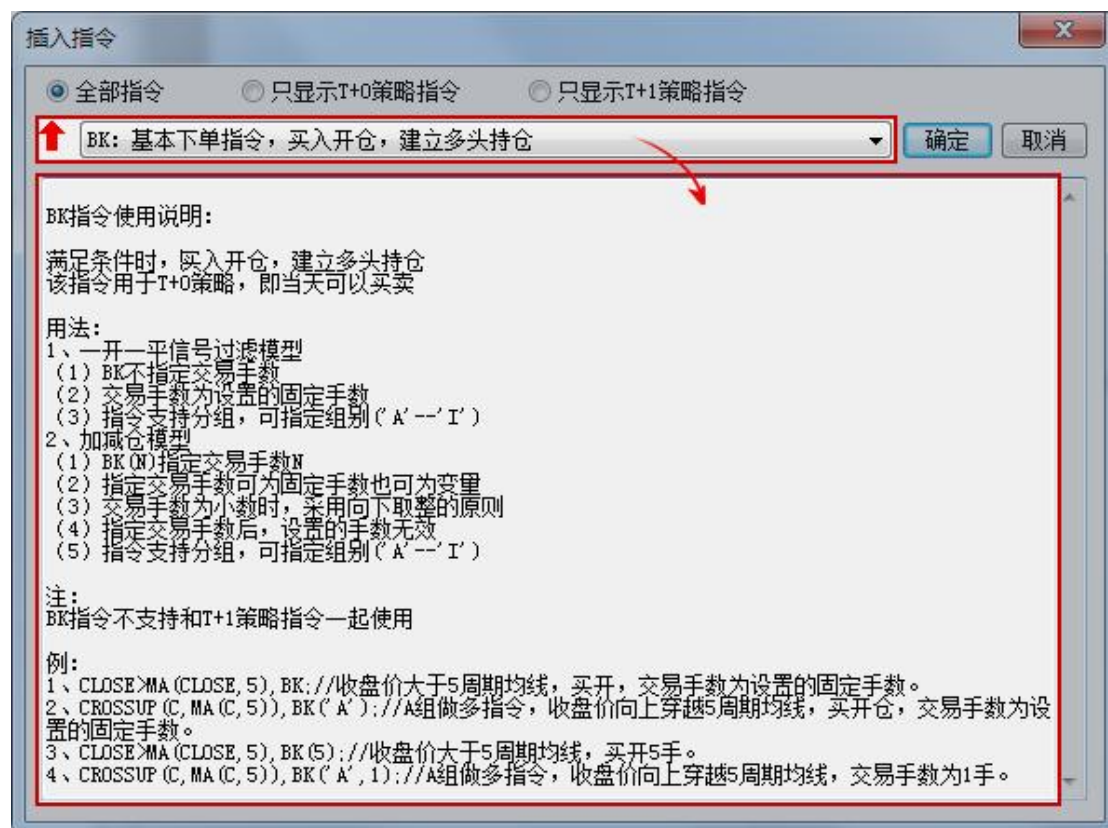 插入指令
全部指令 只显示T+0策略指令 只显示T+1策略指令
BK: 基本下单指令，买入开仓，建立多头持仓 确定 取消
BK指令使用说明:
满足条件时，买入开仓，建立多头持仓
该指令用于T+0策略，即当天可以买卖
用法:
1、一开一平信号过滤模型
(1) BK不指定交易手数
(2) 交易手数为设置的固定手数
(3) 指令支持分组，可指定组别('A'--'I')
2、加减仓模型
(1) BK(N)指定交易手数N
(2) 指定交易手数可为固定手数也可为变量
(3) 交易手数为小数时，采用向下取整的原则
(4) 指定交易手数后，设置的手数无效
(5) 指令支持分组，可指定组别('A'--'I')
注:
BK指令不支持和T+1策略指令一起使用
例:
1、CLOSE>MA(CLOSE,5),BK;//收盘价大于5周期均线，买开，交易手数为设置的固定手数。
2、CROSSUP(C,MA(C,5)),BK('A');//A组做多指令，收盘价向上穿越5周期均线，买开仓，交易手数为设
置的固定手数。
3、CLOSE>MA(CLOSE,5),BK(5);//收盘价大于5周期均线，买开5手。
4、CROSSUP(C,MA(C,5)),BK('A',1);//A组做多指令，收盘价向上穿越5周期均线，交易手数为1手。